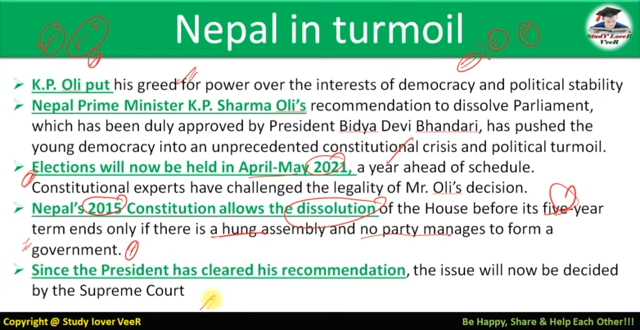 Nepal in turmoil
StudY LoveR
VeeR
➤ K.P. Oli put his greed for power over the interests of democracy and political stability
➤ Nepal Prime Minister K.P. Sharma Oli's recommendation to dissolve Parliament,
which has been duly approved by President Bidya Devi Bhandari, has pushed the
young democracy into an unprecedented constitutional crisis and political turmoil.
➤ Elections will now be held in April-May 2021, a year ahead of schedule.
Constitutional experts have challenged the legality of Mr. Oli's decision.
➤ Nepal's 2015 Constitution allows the dissolution of the House before its five-year
term ends only if there is a hung assembly and no party manages to form a
government.
➤ Since the President has cleared his recommendation, the issue will now be decided
by the Supreme Court
Copyright @ Study lover VeeR
Be Happy, Share & Help Each Other!!!